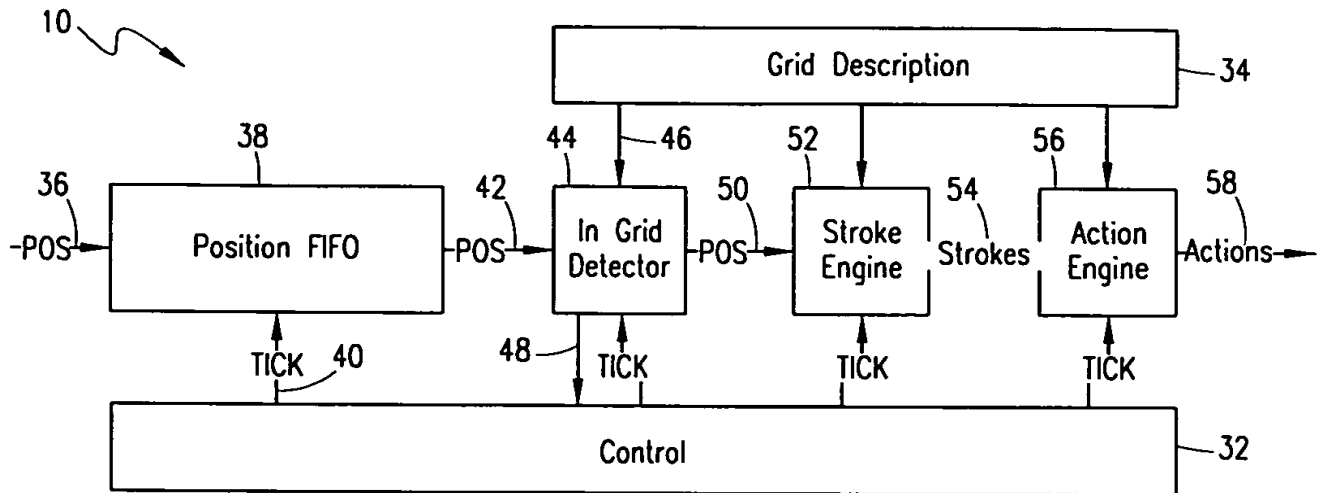 10
Grid Description
34
38
44
46
52
56
36
42
50
54
58
-POS
Position FIFO
POS
In Grid
Detector
POS
Stroke
Engine
Strokes
Action
Engine
Actions
TICK
40
48
TICK
TICK
TICK
Control
32